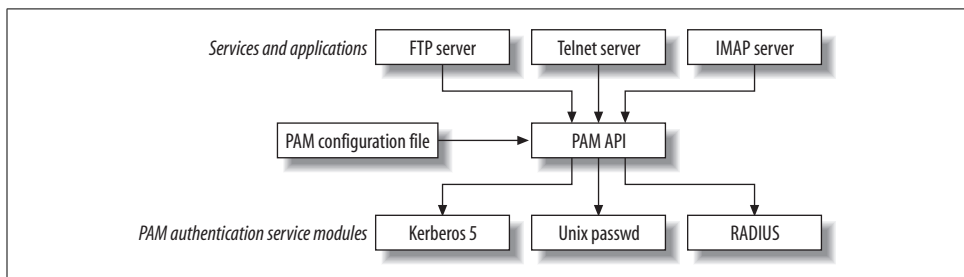 Services and applications
FTP server
Telnet server
IMAP server
PAM configuration file
PAM API
PAM authentication service modules
Kerberos 5
Unix passwd
RADIUS